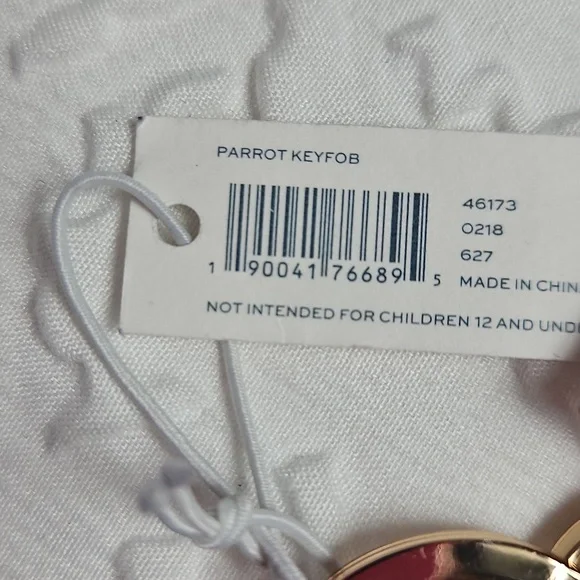 PARROT KEYFOB
46173
0218
627
1 90041 76689 5
MADE IN CHIN
NOT INTENDED FOR CHILDREN 12 AND UND